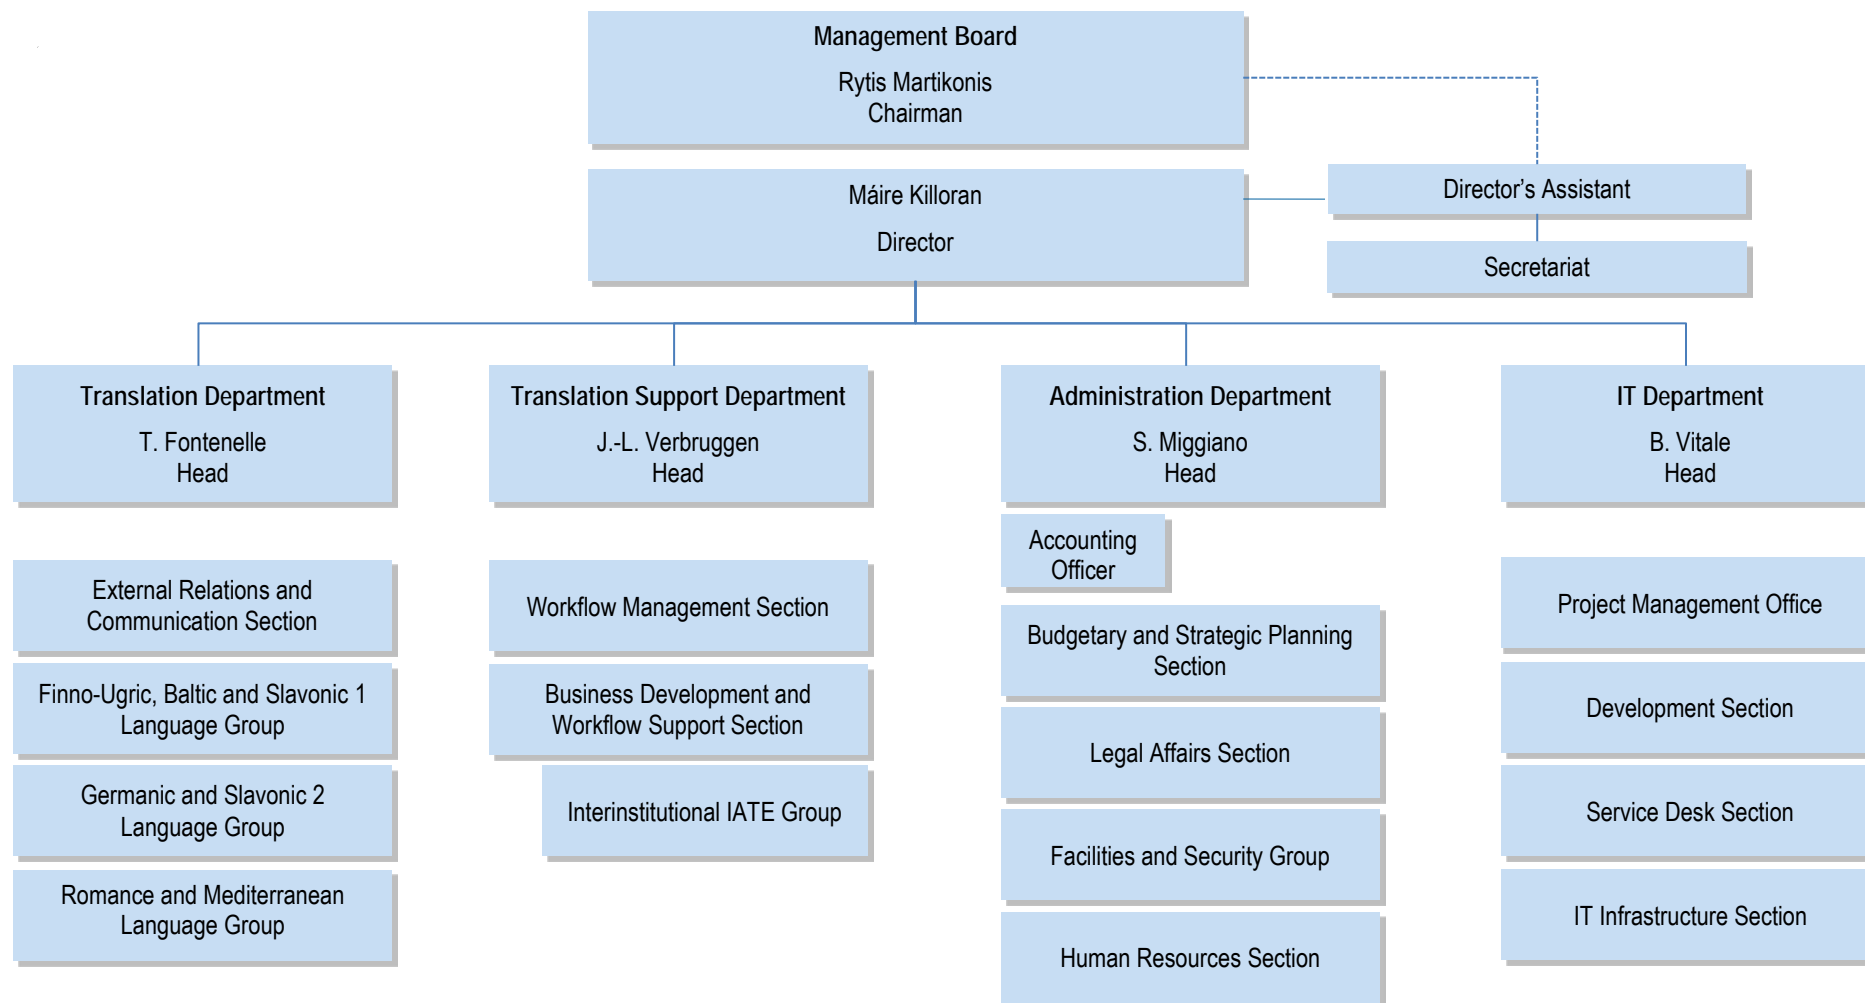 Management Board
Rytis Martikonis
Chairman
Máire Killoran
Director
Director’s Assistant
Secretariat
Translation Department
T. Fontenelle
Head
External Relations and
Communication Section
Finno-Ugric, Baltic and Slavonic 1
Language Group
Germanic and Slavonic 2
Language Group
Romance and Mediterranean
Language Group
Translation Support Department
J.-L. Verbruggen
Head
Workflow Management Section
Business Development and
Workflow Support Section
Interinstitutional IATE Group
Administration Department
S. Miggiano
Head
Accounting
Officer
Budgetary and Strategic Planning
Section
Legal Affairs Section
Facilities and Security Group
Human Resources Section
IT Department
B. Vitale
Head
Project Management Office
Development Section
Service Desk Section
IT Infrastructure Section